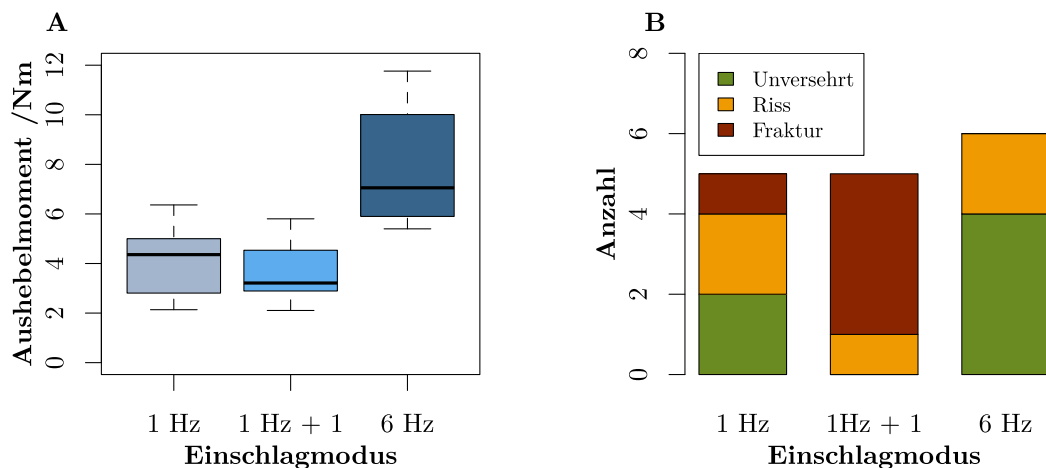 A
Aushebelmoment /Nm
12
10
8
6
4
2
0
1 Hz
1 Hz + 1
6 Hz
Einschlagmodus
B
Anzahl
8
6
4
2
0
Unversehrt
Riss
Fraktur
1 Hz
1Hz + 1
6 Hz
Einschlagmodus